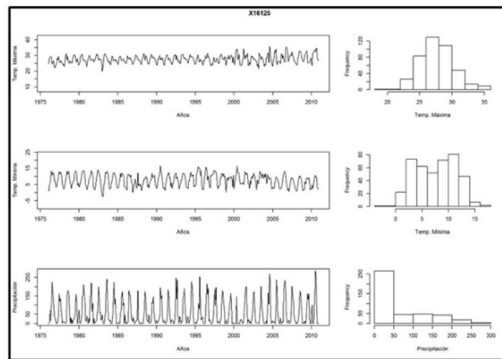 X16125
Temp. Máxima
10 20 30 40
1975 1980 1985 1990 1995 2000 2005 2010
Años
Frequency
0 40 80 120
20 25 30 35
Temp. Máxima
Temp. Mínima
-5 5 15 25
1975 1980 1985 1990 1995 2000 2005 2010
Años
Frequency
0 20 40 60 80
0 5 10 15
Temp. Mínima
Precipitación
0 50 150 250
1975 1980 1985 1990 1995 2000 2005 2010
Años
Frequency
0 50 150 250
0 50 100 150 200 250 300
Precipitación